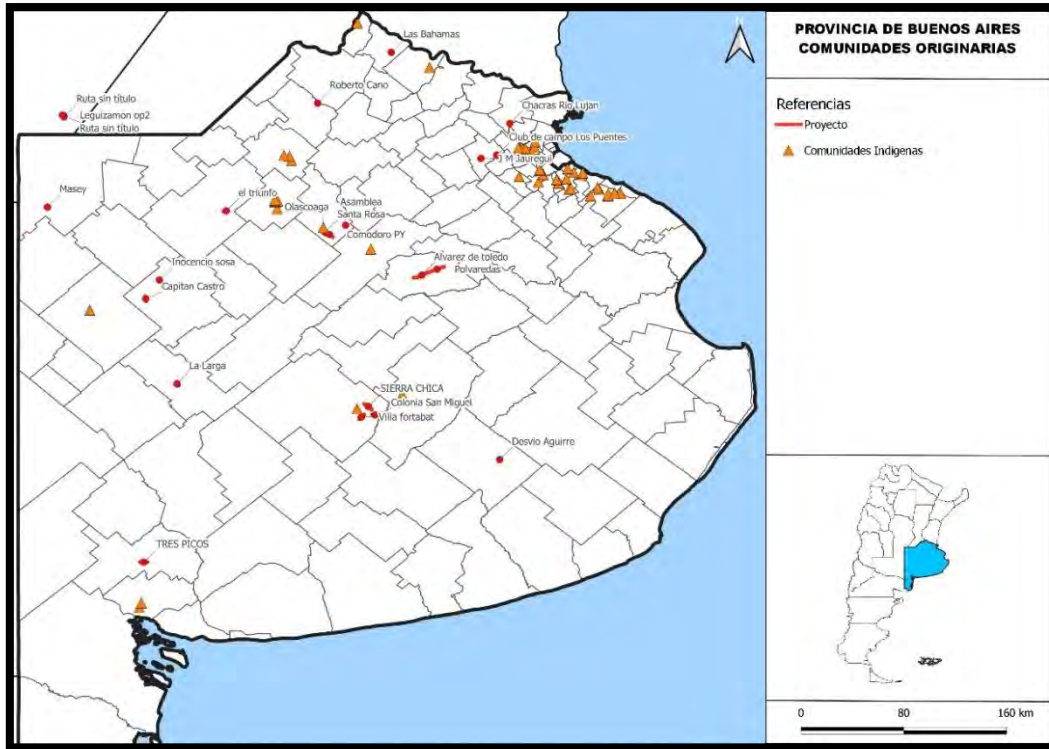 PROVINCIA DE BUENOS AIRES
COMUNIDADES ORIGINARIAS
Referencias
Proyecto
Comunidades Indigenas
N
Las Bahamas
Roberto Cano
Ruta sin título
Leguizamon op2
Ruta sin título
Chacras Rio Lujan
Club de campo Los Puentes
J M Jauregui
Masey
el triunfo
Olascoaga
Asamblea
Santa Rosa
Comodoro PY
Alvarez de toledo
Polvaredas
Inocencio sosa
Capitan Castro
La Larga
SIERRA CHICA
Colonia San Miguel
Villa fortabat
Desvio Aguirre
TRES PICOS
0 80 160 km